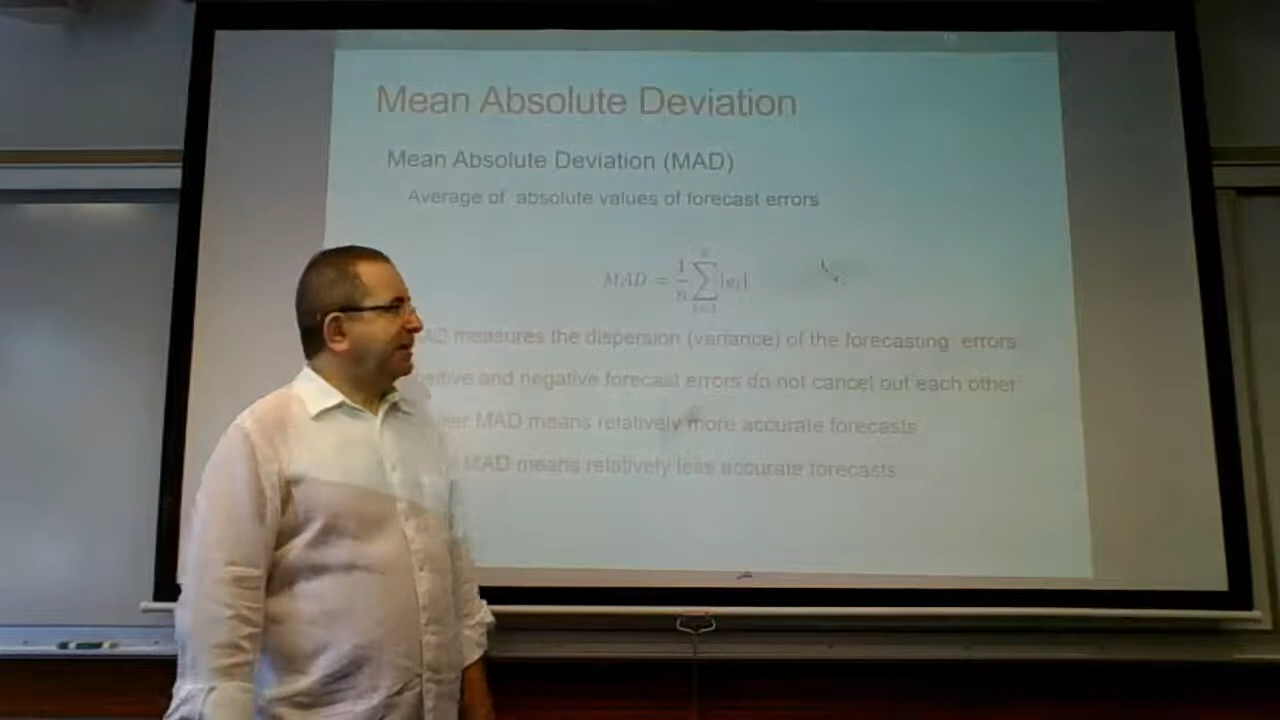 Mean Absolute Deviation
Mean Absolute Deviation (MAD)
Average of absolute values of forecast errors
MAD = 1/n ∑ |eᵢ|
measures the dispersion (variance) of the forecasting errors
and negative forecast errors do not cancel out each other
MAD means relatively more accurate forecasts
MAD means relatively less accurate forecasts